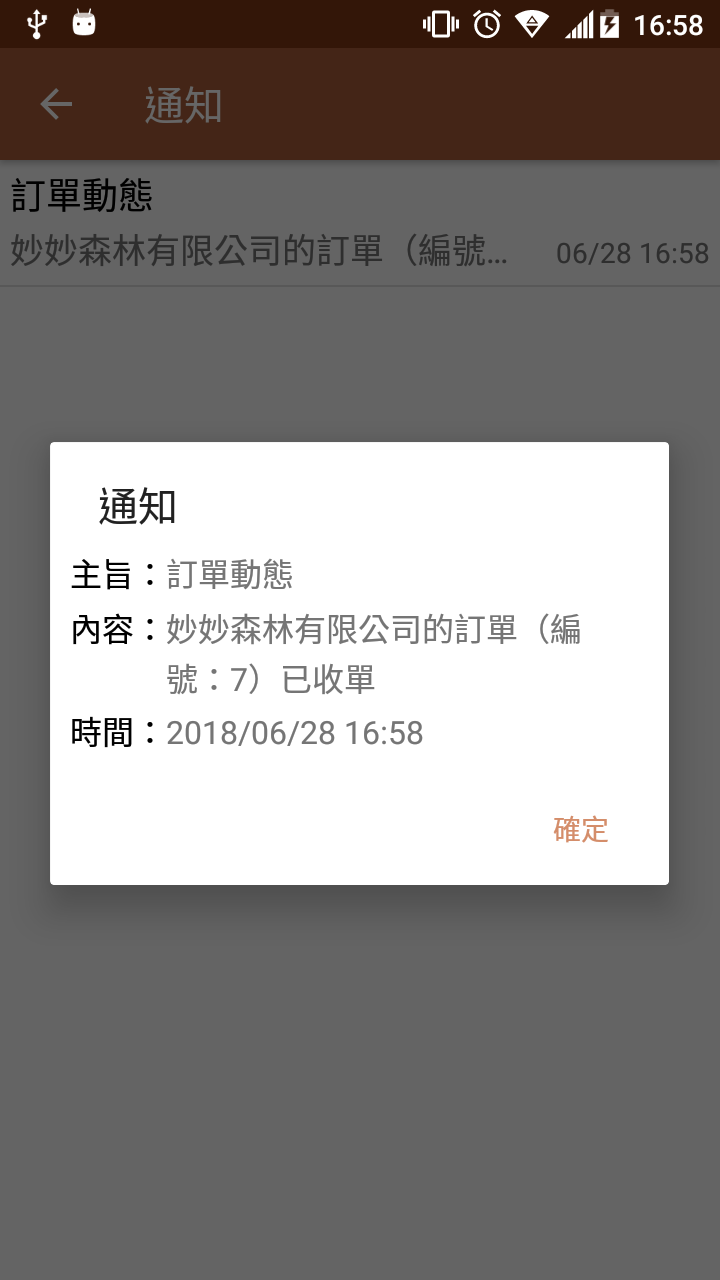 16:58
通知
訂單動態
妙妙森林有限公司的訂單（編號... 06/28 16:58
通知
主旨：訂單動態
內容：妙妙森林有限公司的訂單（編
號：7）已收單
時間：2018/06/28 16:58
確定